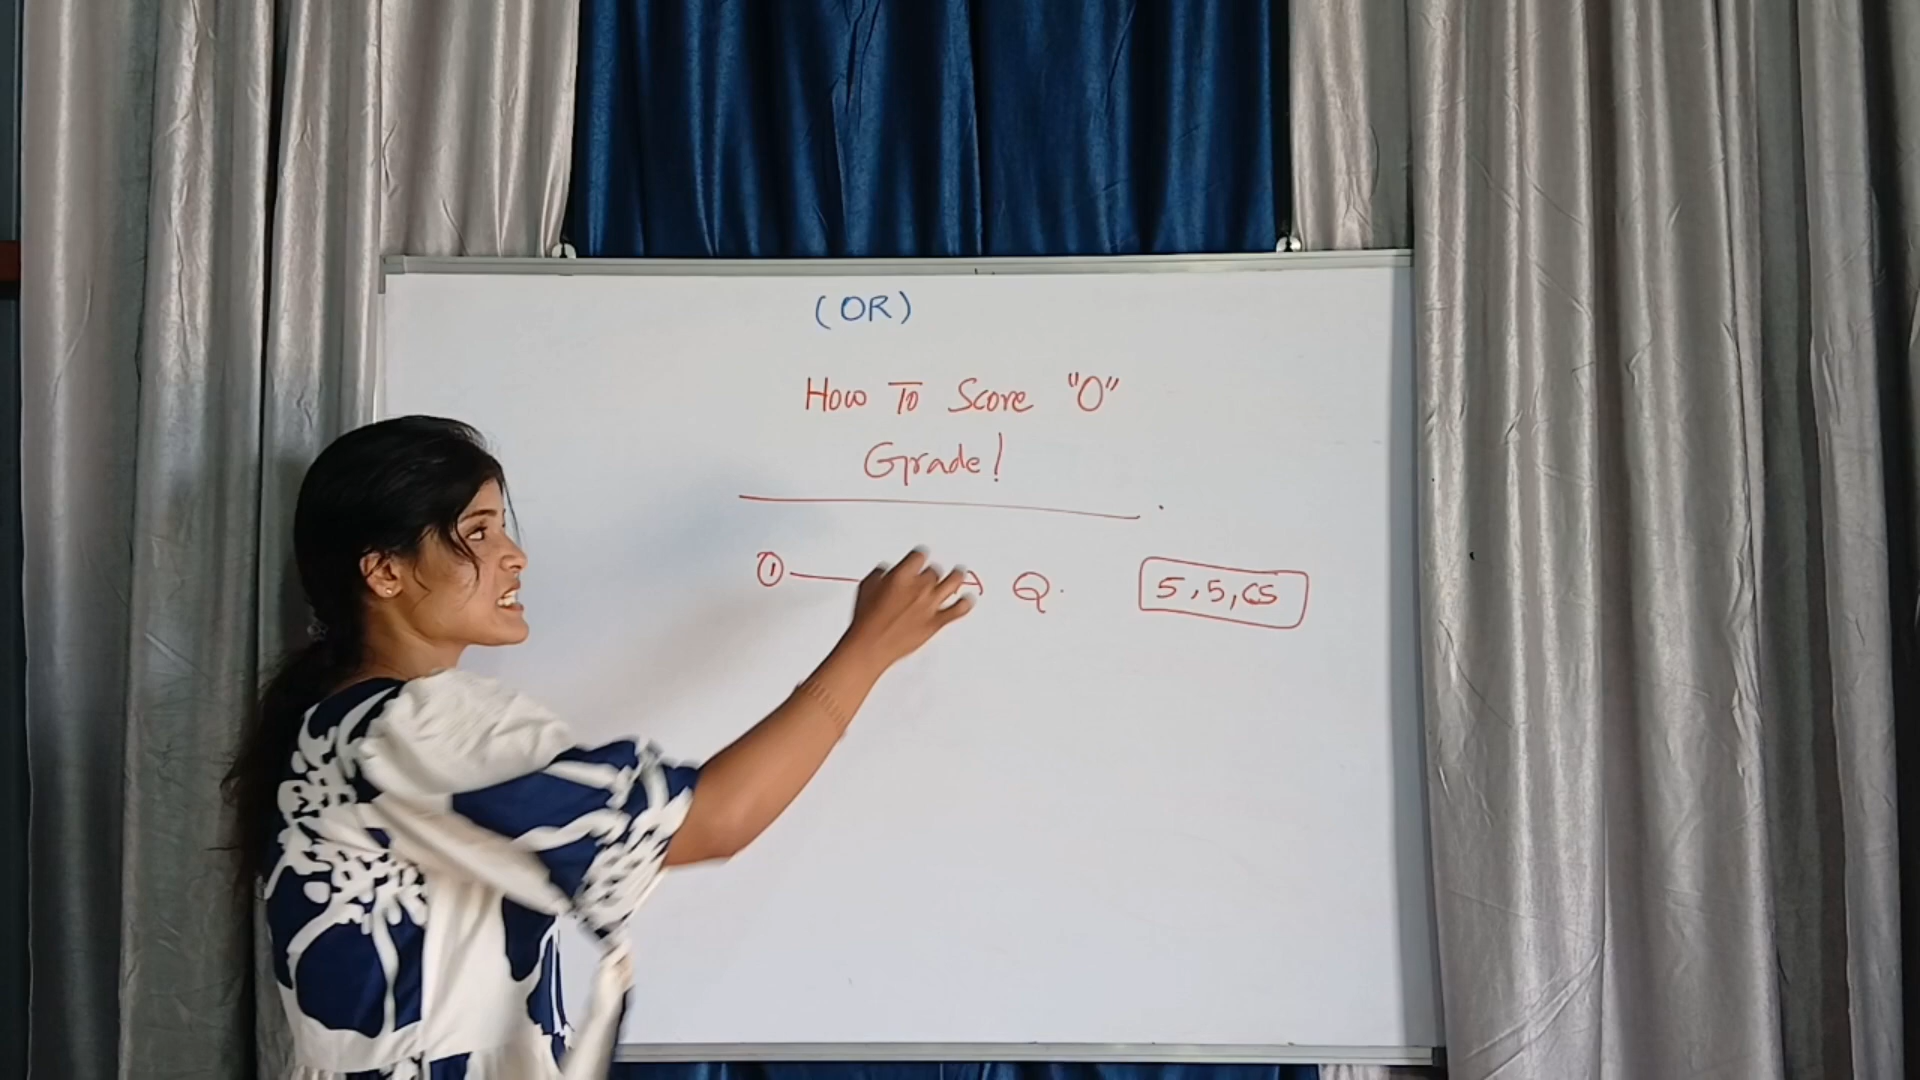 (OR)
How To Score "O"
Grade!
① — A Q. 5,5,CS